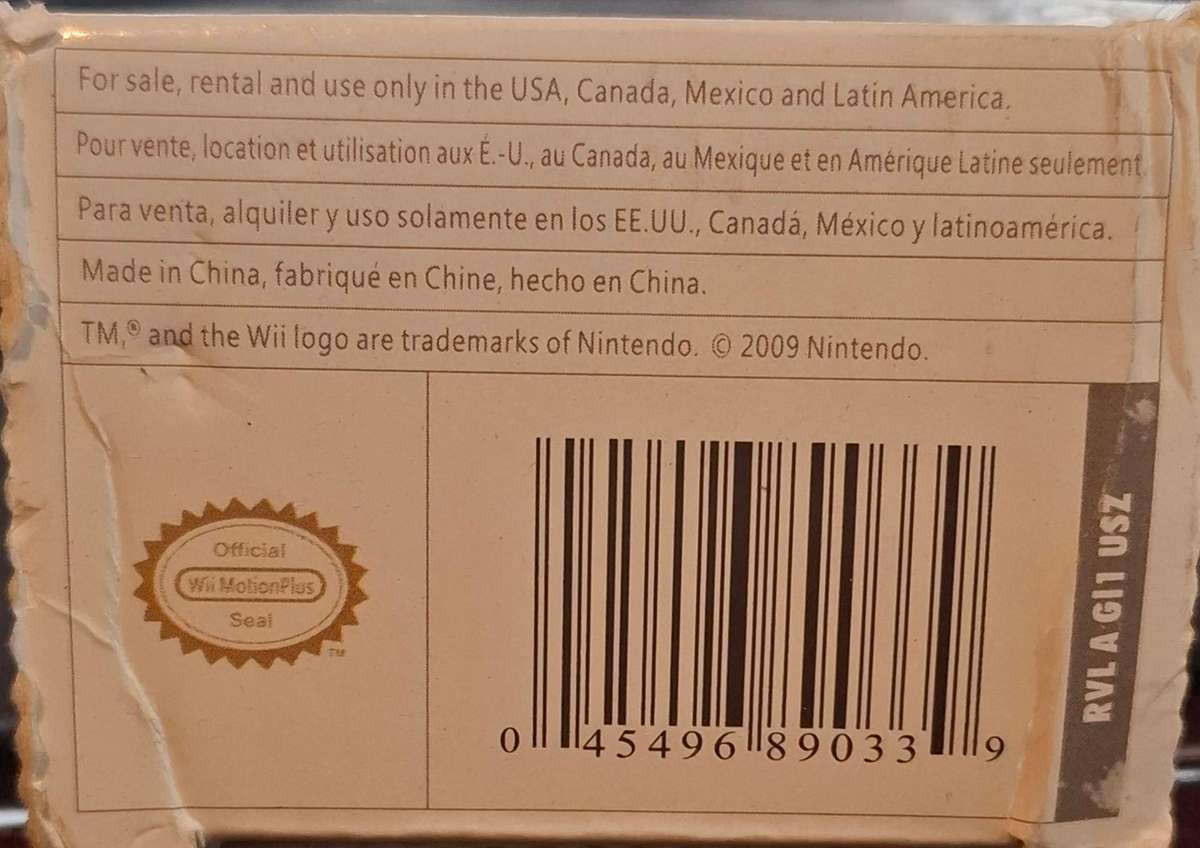 For sale, rental and use only in the USA, Canada, Mexico and Latin America.
Pour vente, location et utilisation aux É.-U., au Canada, au Mexique et en Amérique Latine seulement.
Para venta, alquiler y uso solamente en los EE.UU., Canadá, México y latinoamérica.
Made in China, fabriqué en Chine, hecho en China.
TM,® and the Wii logo are trademarks of Nintendo. © 2009 Nintendo.
Official
Wii MotionPlus
Seal
TM
0 45496 89033 9
RVL A GI1 USZ